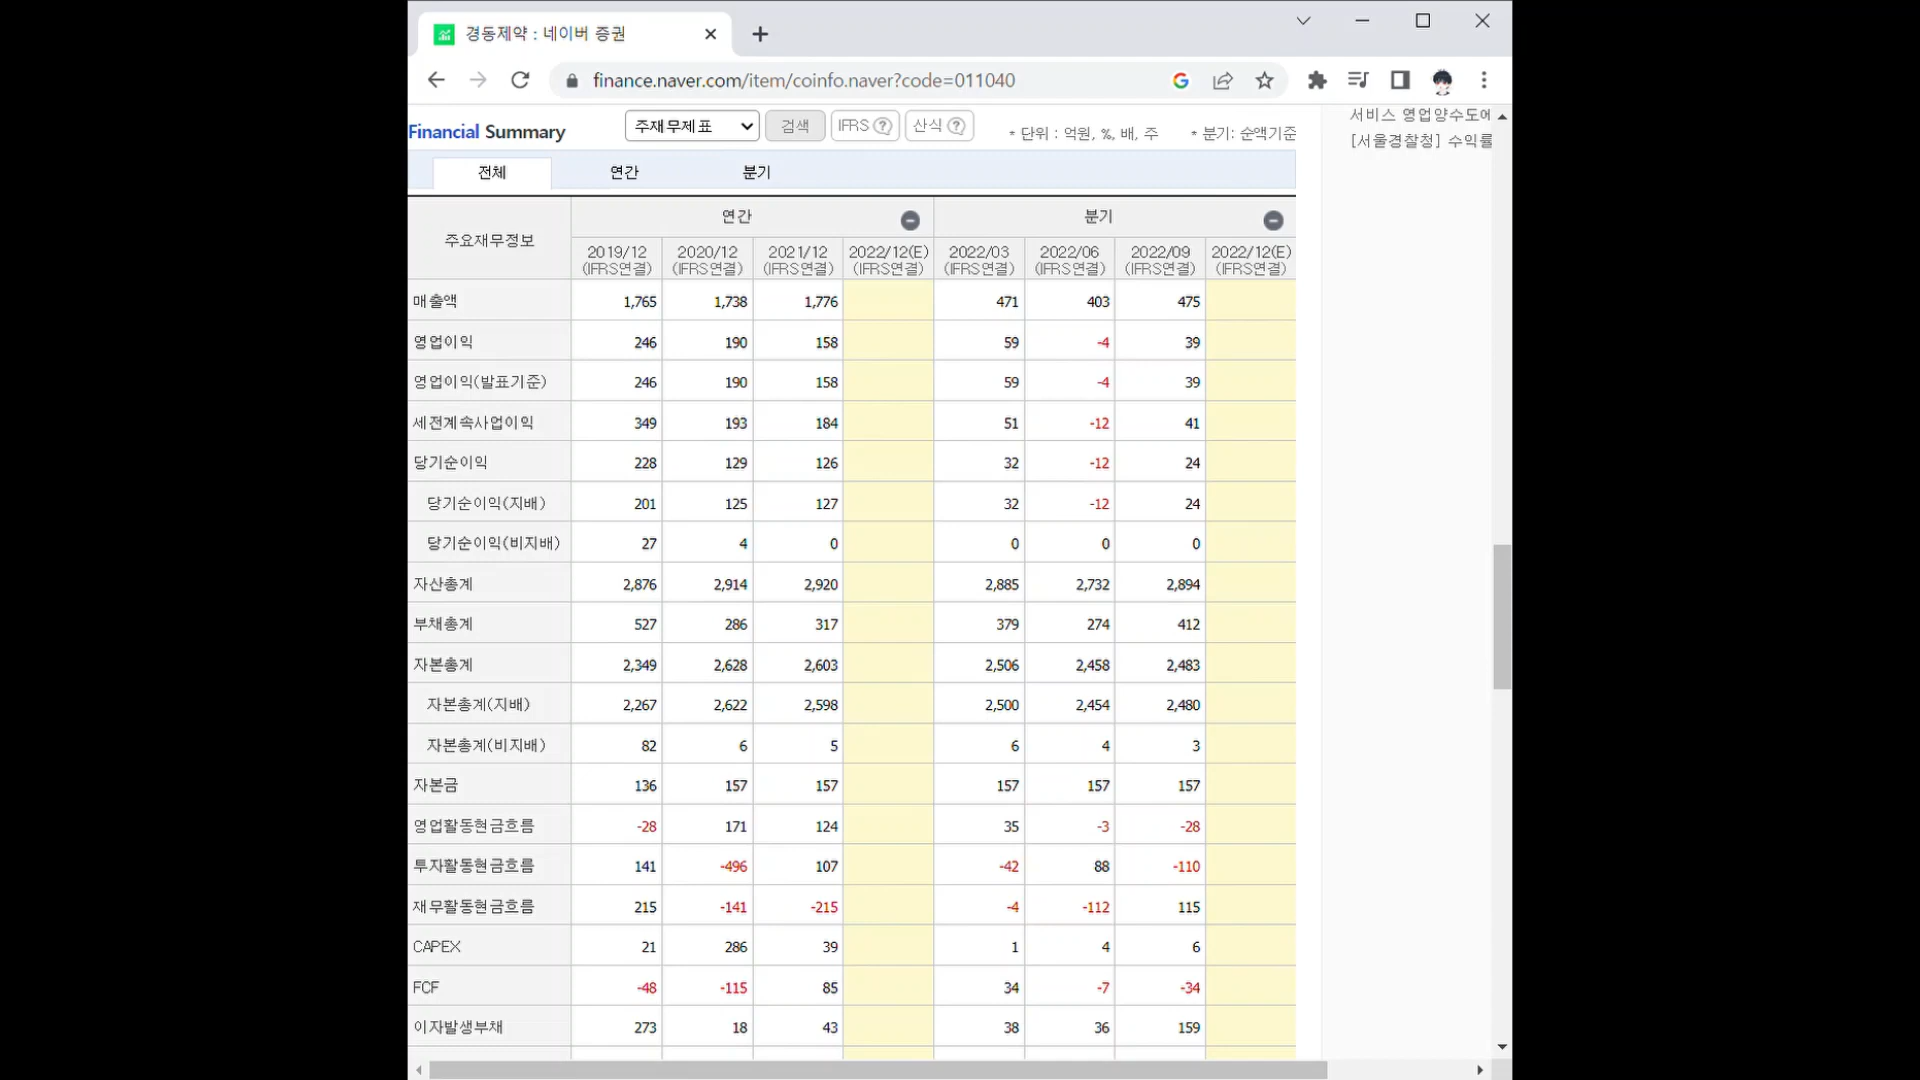 경동제약 : 네이버 증권
finance.naver.com/item/coinfo.naver?code=011040
서비스 영업양수도에
Financial Summary 주재무제표 검색 IFRS ? 산식 ? * 단위 : 억원, %, 배, 주 * 분기: 순액기준
[서울경찰청] 수익률
전체 연간 분기
주요재무정보 연간 분기
2019/12 2020/12 2021/12 2022/12(E) 2022/03 2022/06 2022/09 2022/12(E)
(IFRS연결) (IFRS연결) (IFRS연결) (IFRS연결) (IFRS연결) (IFRS연결) (IFRS연결) (IFRS연결)
매출액 1,765 1,738 1,776 471 403 475
영업이익 246 190 158 59 -4 39
영업이익(발표기준) 246 190 158 59 -4 39
세전계속사업이익 349 193 184 51 -12 41
당기순이익 228 129 126 32 -12 24
당기순이익(지배) 201 125 127 32 -12 24
당기순이익(비지배) 27 4 0 0 0 0
자산총계 2,876 2,914 2,920 2,885 2,732 2,894
부채총계 527 286 317 379 274 412
자본총계 2,349 2,628 2,603 2,506 2,458 2,483
자본총계(지배) 2,267 2,622 2,598 2,500 2,454 2,480
자본총계(비지배) 82 6 5 6 4 3
자본금 136 157 157 157 157 157
영업활동현금흐름 -28 171 124 35 -3 -28
투자활동현금흐름 141 -496 107 -42 88 -110
재무활동현금흐름 215 -141 -215 -4 -112 115
CAPEX 21 286 39 1 4 6
FCF -48 -115 85 34 -7 -34
이자발생부채 273 18 43 38 36 159